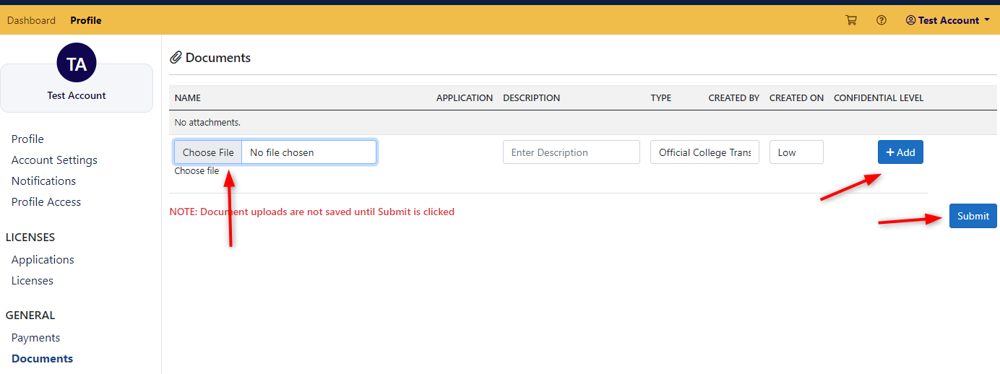 Dashboard Profile Test Account
TA
Test Account
Profile
Account Settings
Notifications
Profile Access
LICENSES
Applications
Licenses
GENERAL
Payments
Documents
Documents
NAME APPLICATION DESCRIPTION TYPE CREATED BY CREATED ON CONFIDENTIAL LEVEL
No attachments.
Choose File No file chosen Enter Description Official College Trans Low + Add
Choose file
NOTE: Document uploads are not saved until Submit is clicked
Submit